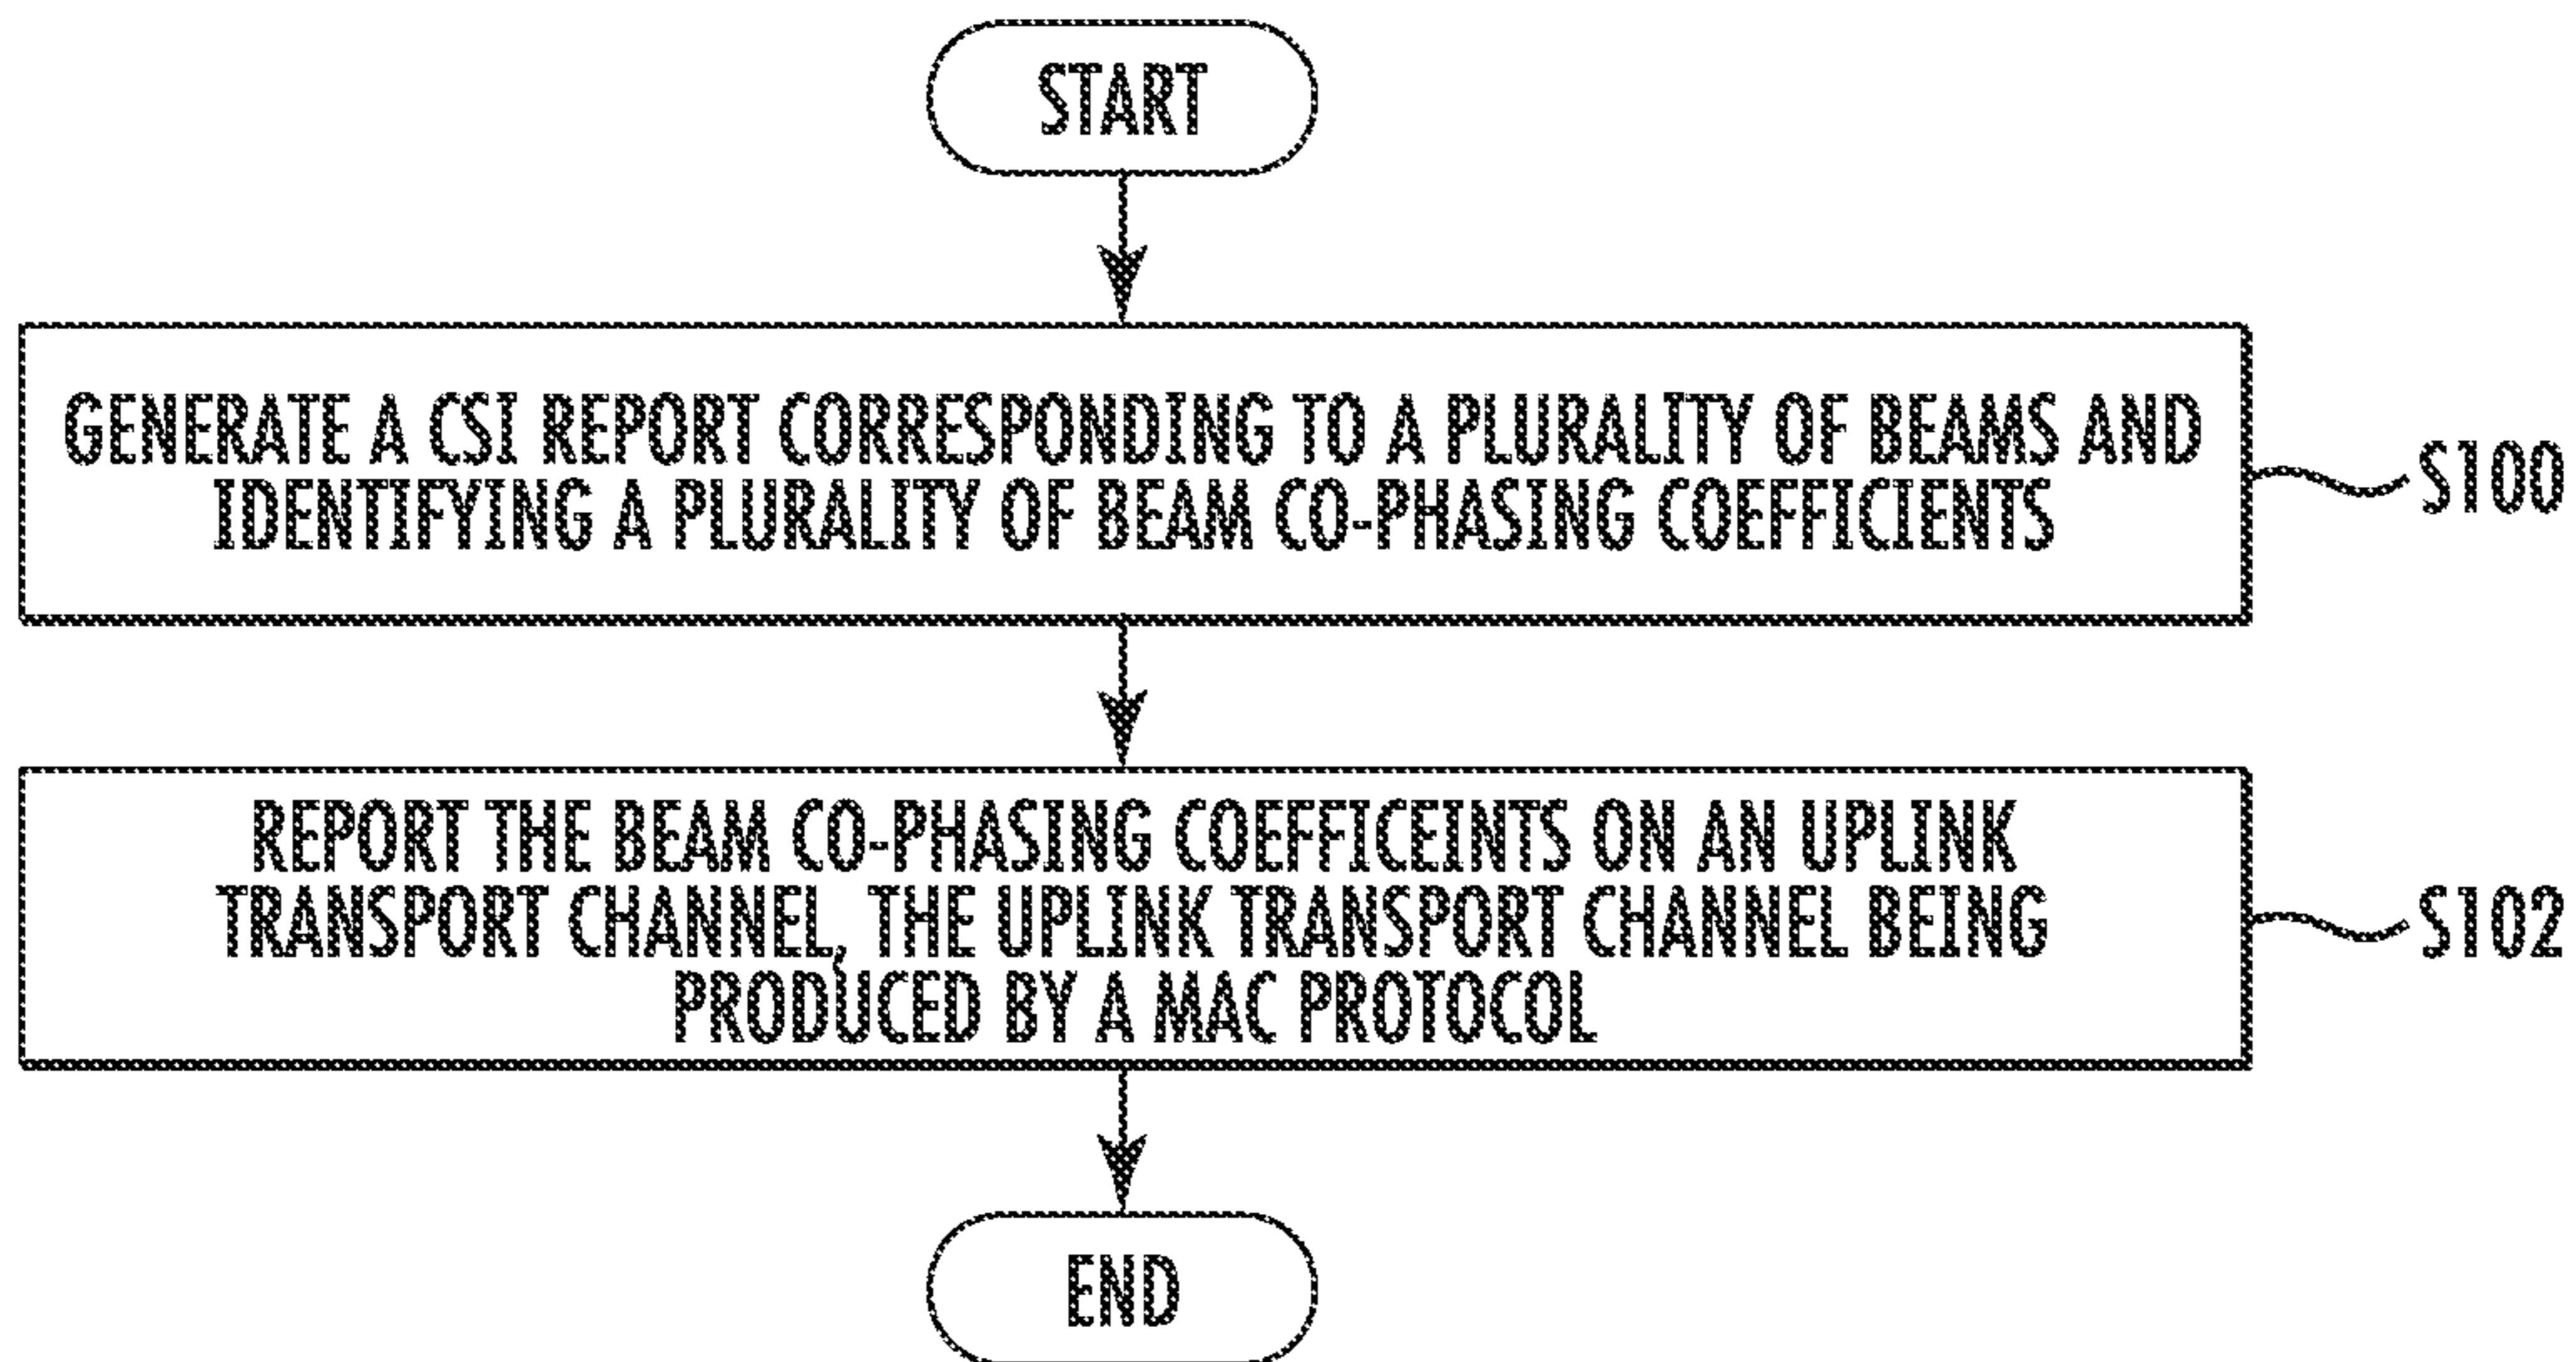 START
GENERATE A CSI REPORT CORRESPONDING TO A PLURALITY OF BEAMS AND
IDENTIFYING A PLURALITY OF BEAM CO-PHASING COEFFICIENTS
S100
REPORT THE BEAM CO-PHASING COEFFICEINTS ON AN UPLINK
TRANSPORT CHANNEL, THE UPLINK TRANSPORT CHANNEL BEING
PRODUCED BY A MAC PROTOCOL
S102
END